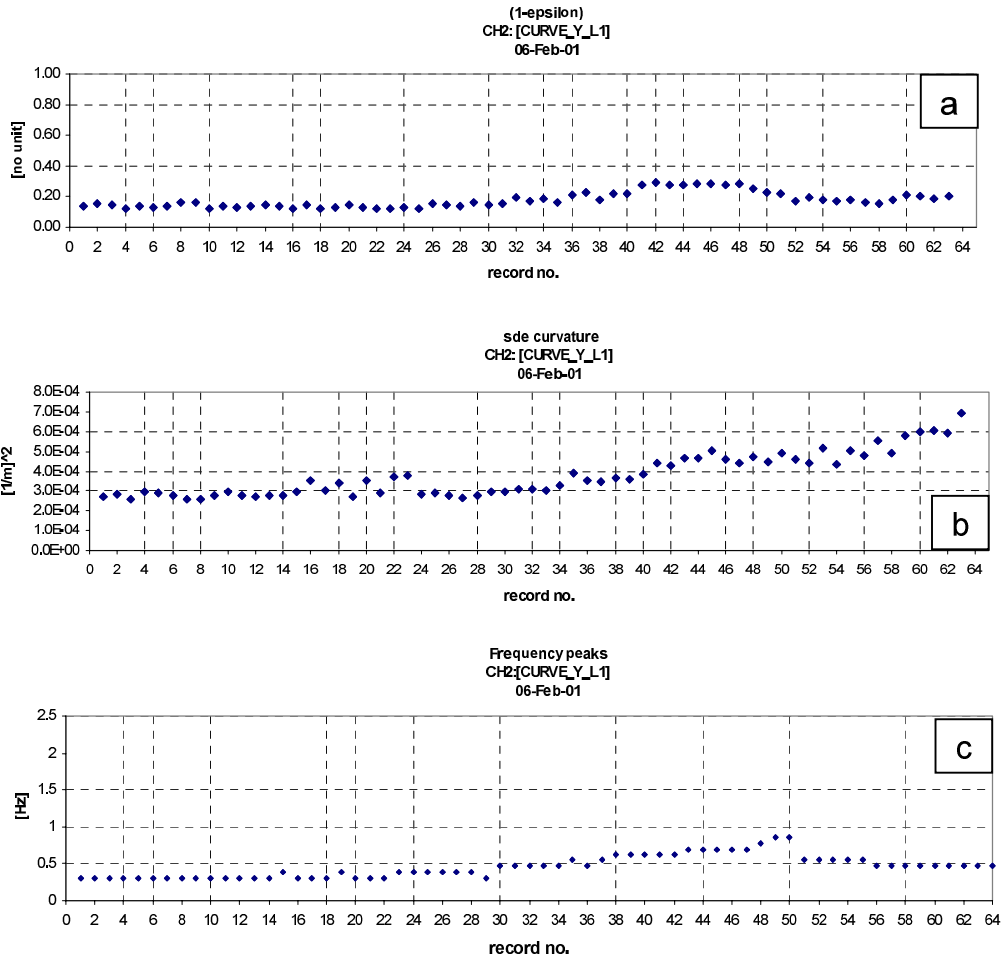 (1-epsilon)
CH2: [CURVE_Y_L1]
06-Feb-01
a
1.00
0.80
0.60
0.40
0.20
0.00
[no unit]
0 2 4 6 8 10 12 14 16 18 20 22 24 26 28 30 32 34 36 38 40 42 44 46 48 50 52 54 56 58 60 62 64
record no.
sde curvature
CH2: [CURVE_Y_L1]
06-Feb-01
8.0E-04
7.0E-04
6.0E-04
5.0E-04
4.0E-04
3.0E-04
2.0E-04
1.0E-04
0.0E+00
[1/m]^2
b
0 2 4 6 8 10 12 14 16 18 20 22 24 26 28 30 32 34 36 38 40 42 44 46 48 50 52 54 56 58 60 62 64
record no.
Frequency peaks
CH2:[CURVE_Y_L1]
06-Feb-01
c
2.5
2
1.5
1
0.5
0
[Hz]
0 2 4 6 8 10 12 14 16 18 20 22 24 26 28 30 32 34 36 38 40 42 44 46 48 50 52 54 56 58 60 62 64
record no.